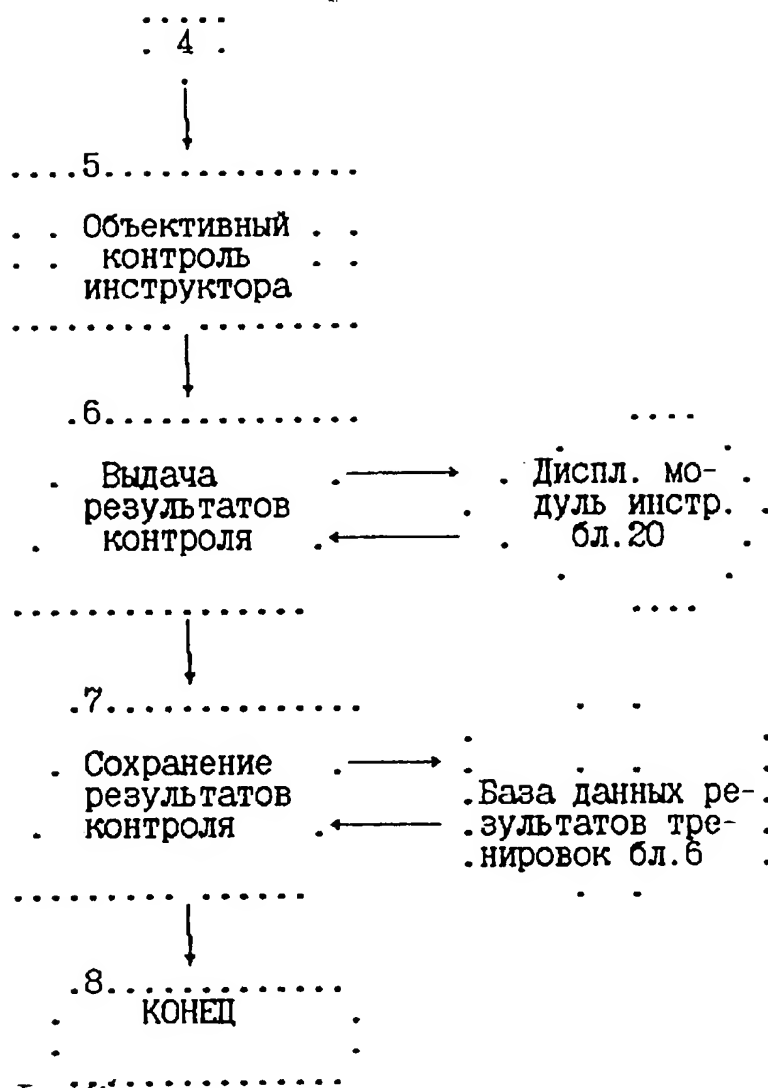 4
5
Объективный
контроль
инструктора
6
Выдача
результатов
контроля
Диспл. мо-
дуль инстр.
бл.20
7
Сохранение
результатов
контроля
База данных ре-
зультатов тре-
нировок бл.6
8
КОНЕЦ